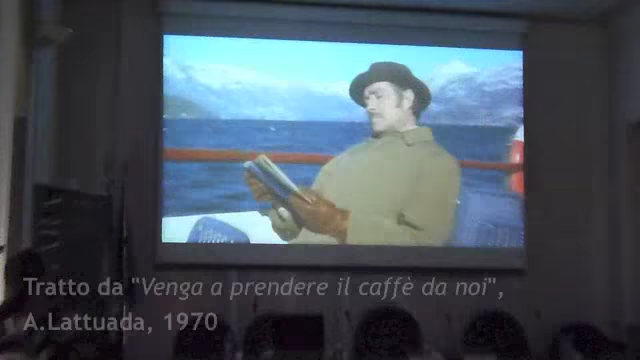 Tratto da "Venga a prendere il caffè da noi",
A.Lattuada, 1970